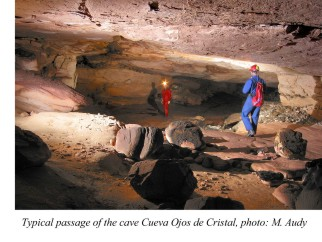 Typical passage of the cave Cueva Ojos de Cristal, photo: M. Audy